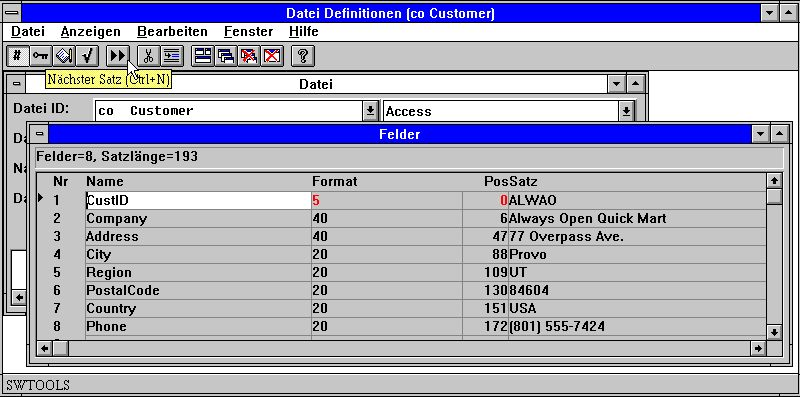 Datei Definitionen (co Customer)
Datei Anzeigen Bearbeiten Fenster Hilfe
#
?
Nächster Satz (Ctrl+N)
Datei
Datei ID: co Customer Access
Felder
Felder=8, Satzlänge=193
Nr Name Format Pos Satz
1 CustID 5 0 ALWAO
2 Company 40 6 Always Open Quick Mart
3 Address 40 47 77 Overpass Ave.
4 City 20 88 Provo
5 Region 20 109 UT
6 PostalCode 20 130 84604
7 Country 20 151 USA
8 Phone 20 172 (801) 555-7424
SWTOOLS